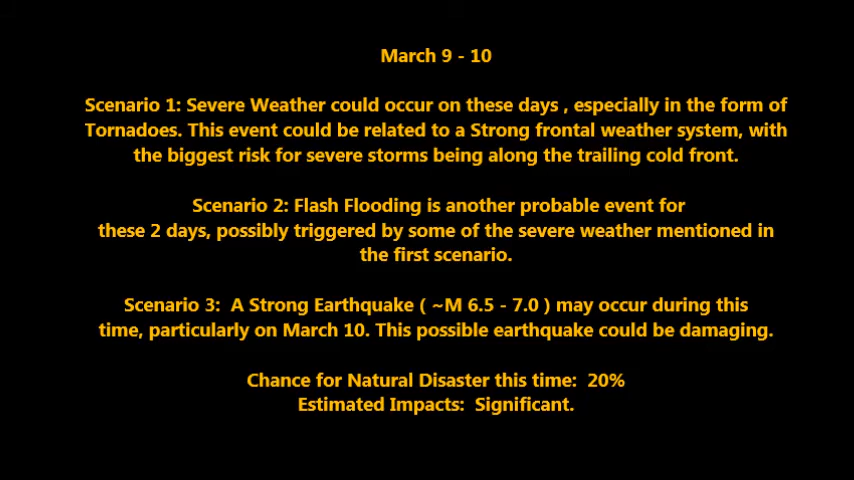 March 9 - 10
Scenario 1: Severe Weather could occur on these days , especially in the form of
Tornadoes. This event could be related to a Strong frontal weather system, with
the biggest risk for severe storms being along the trailing cold front.
Scenario 2: Flash Flooding is another probable event for
these 2 days, possibly triggered by some of the severe weather mentioned in
the first scenario.
Scenario 3:  A Strong Earthquake ( ~M 6.5 - 7.0 ) may occur during this
time, particularly on March 10. This possible earthquake could be damaging.
Chance for Natural Disaster this time:  20%
Estimated Impacts:  Significant.